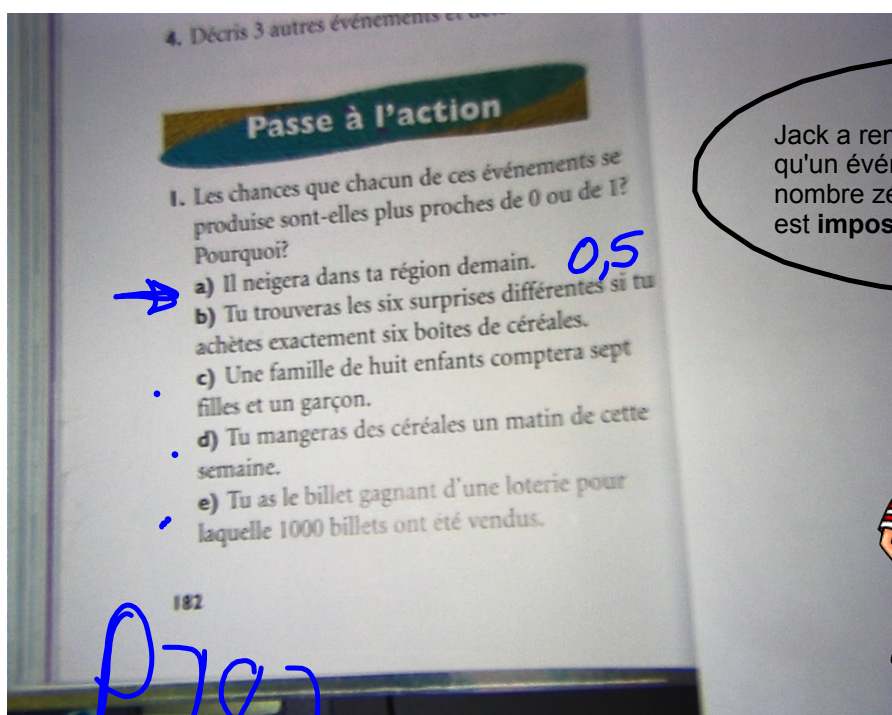 4. Décris 3 autres événements et
Passe à l'action
1. Les chances que chacun de ces événements se
produise sont-elles plus proches de 0 ou de 1?
Pourquoi?
a) Il neigera dans ta région demain. 0,5
b) Tu trouveras les six surprises différentes si tu
achètes exactement six boîtes de céréales.
c) Une famille de huit enfants comptera sept
filles et un garçon.
d) Tu mangeras des céréales un matin de cette
semaine.
e) Tu as le billet gagnant d'une loterie pour
laquelle 1000 billets ont été vendus.
182
Jack a
qu'un
nombre
est